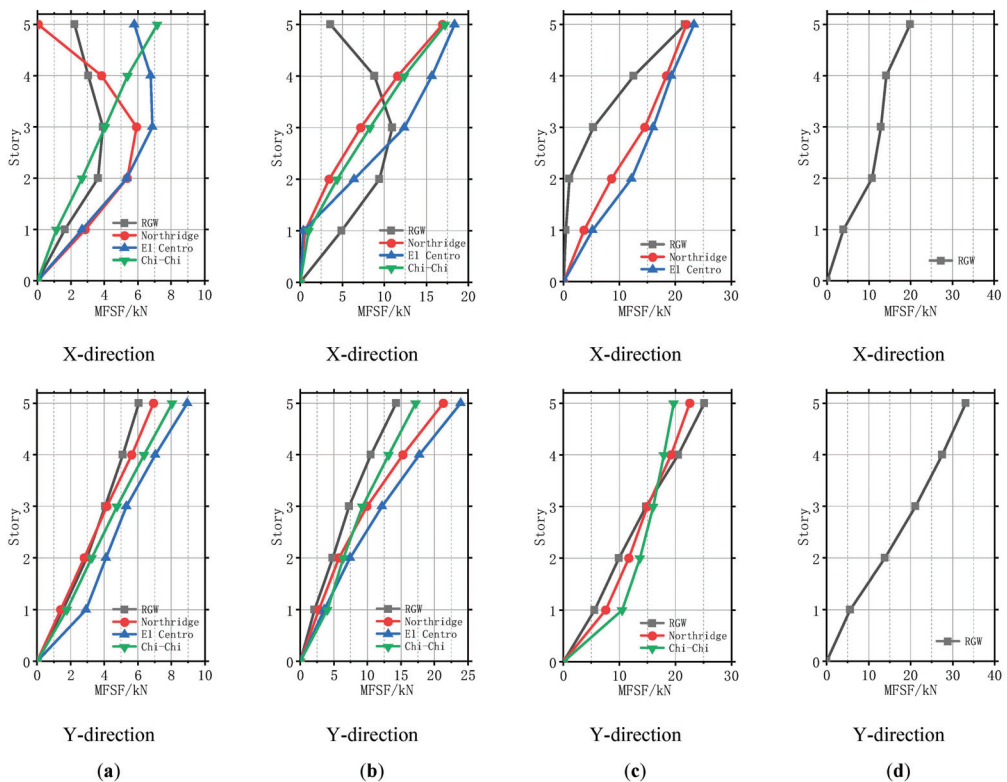 5
4
3
2
1
0
Story
RGW
Northridge
El Centro
Chi-Chi
0 2 4 6 8 10
MFSF/kN
X-direction
5
4
3
2
1
0
Story
RGW
Northridge
El Centro
Chi-Chi
5 10 15 20
MFSF/kN
X-direction
5
4
3
2
1
0
Story
RGW
Northridge
El Centro
0 10 20 30
MFSF/kN
X-direction
5
4
3
2
1
0
Story
RGW
0 10 20 30 40
MFSF/kN
X-direction
5
4
3
2
1
0
Story
RGW
Northridge
El Centro
Chi-Chi
0 2 4 6 8 10
MFSF/kN
Y-direction
(a)
5
4
3
2
1
0
Story
RGW
Northridge
El Centro
Chi-Chi
0 5 10 15 20 25
MFSF/kN
Y-direction
(b)
5
4
3
2
1
0
Story
RGW
Northridge
Chi-Chi
0 10 20 30
MFSF/kN
Y-direction
(c)
5
4
3
2
1
0
Story
RGW
0 10 20 30 40
MFSF/kN
Y-direction
(d)